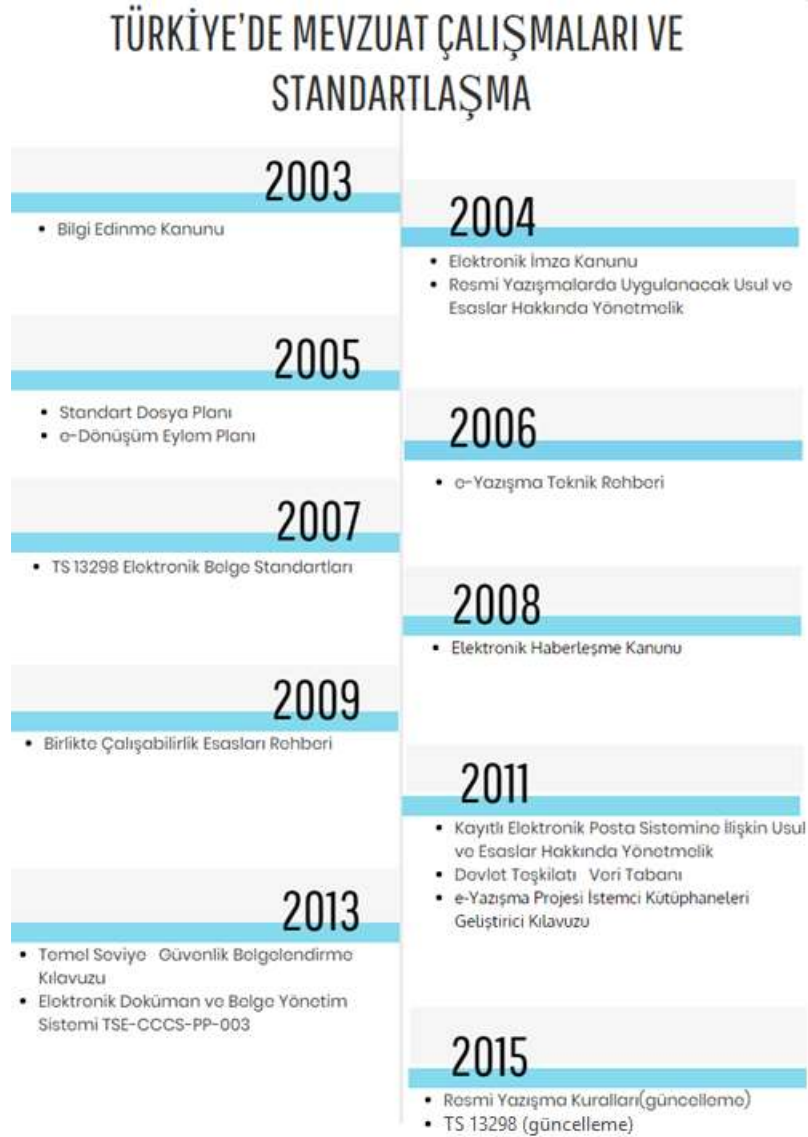 TÜRKİYE'DE MEVZUAT ÇALIŞMALARI VE
STANDARTLAŞMA
2003
• Bilgi Edinme Kanunu
2004
• Elektronik İmza Kanunu
• Resmi Yazışmalarda Uygulanacak Usul ve
Esaslar Hakkında Yönetmelik
2005
• Standart Dosya Planı
• e-Dönüşüm Eylem Planı
2006
• e-Yazışma Teknik Rehberi
2007
• TS 13298 Elektronik Belge Standartları
2008
• Elektronik Haberleşme Kanunu
2009
• Birlikte Çalışabilirlik Esasları Rehberi
2011
• Kayıtlı Elektronik Posta Sistemine İlişkin Usul
ve Esaslar Hakkında Yönetmelik
• Devlet Teşkilatı Veri Tabanı
• e-Yazışma Projesi İstemci Kütüphaneleri
Geliştirici Kılavuzu
2013
• Temel Seviye Güvenlik Belgelendirme
Kılavuzu
• Elektronik Doküman ve Belge Yönetim
Sistemi TSE-CCCS-PP-003
2015
• Resmi Yazışma Kuralları(güncelleme)
• TS 13298 (güncelleme)